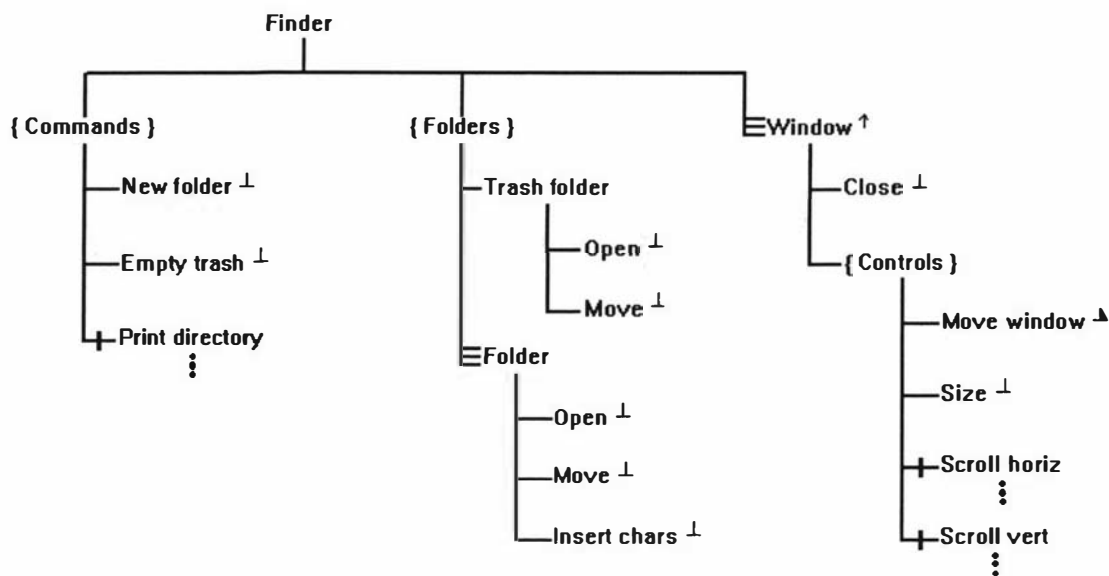 Finder
{ Commands }
New folder ⊥
Empty trash ⊥
Print directory
{ Folders }
Trash folder
Open ⊥
Move ⊥
Folder
Open ⊥
Move ⊥
Insert chars ⊥
Window ↑
Close ⊥
{ Controls }
Move window ⊥
Size ⊥
Scroll horiz
Scroll vert